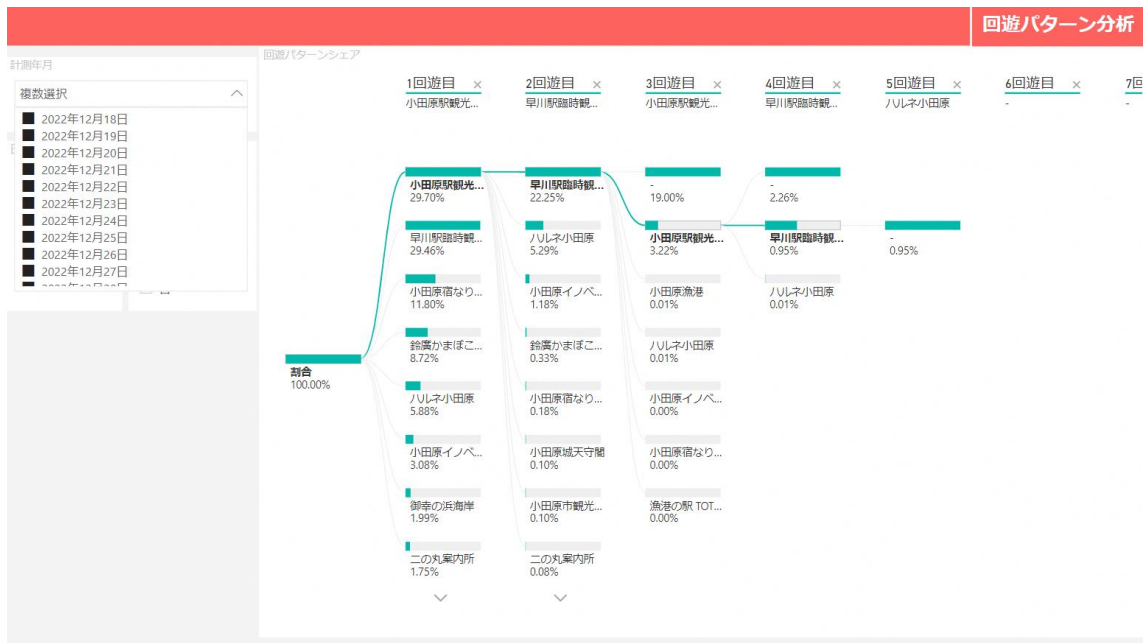 回遊パターン分析
計測年月
複数選択
2022年12月18日
2022年12月19日
2022年12月20日
2022年12月21日
2022年12月22日
2022年12月23日
2022年12月24日
2022年12月25日
2022年12月26日
2022年12月27日
回遊パターンシェア
1回遊目 ×
小田原駅観光...
2回遊目 ×
早川駅臨時観...
3回遊目 ×
小田原駅観光...
4回遊目 ×
早川駅臨時観...
5回遊目 ×
ハルネ小田原
6回遊目 ×
-
7回
-
割合
100.00%
小田原駅観光...
29.70%
早川駅臨時観...
29.46%
小田原宿なり...
11.80%
鈴廣かまぼこ...
8.72%
ハルネ小田原
5.88%
小田原イノベ...
3.08%
御幸の浜海岸
1.99%
二の丸案内所
1.75%
早川駅臨時観...
22.25%
ハルネ小田原
5.29%
小田原イノベ...
1.18%
鈴廣かまぼこ...
0.33%
小田原宿なり...
0.18%
小田原城天守閣
0.10%
小田原市観光...
0.10%
二の丸案内所
0.08%
-
19.00%
小田原駅観光...
3.22%
小田原漁港
0.01%
ハルネ小田原
0.01%
小田原イノベ...
0.00%
小田原宿なり...
0.00%
漁港の駅 TOT...
0.00%
-
2.26%
早川駅臨時観...
0.95%
ハルネ小田原
0.01%
-
0.95%